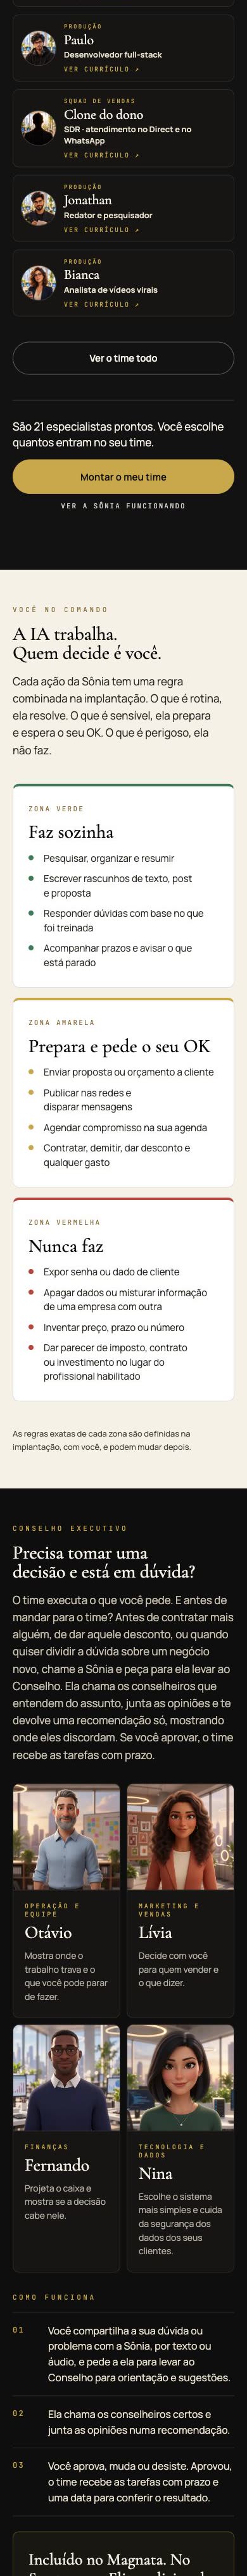 PRODUÇÃO
Paulo
Desenvolvedor full-stack
VER CURRÍCULO ↗
SQUAD DE VENDAS
Clone do dono
SDR · atendimento no Direct e no
WhatsApp
VER CURRÍCULO ↗
PRODUÇÃO
Jonathan
Redator e pesquisador
VER CURRÍCULO ↗
PRODUÇÃO
Bianca
Analista de vídeos virais
VER CURRÍCULO ↗
Ver o time todo
São 21 especialistas prontos. Você escolhe
quantos entram no seu time.
Montar o meu time
VER A SÔNIA FUNCIONANDO
VOCÊ NO COMANDO
A IA trabalha.
Quem decide é você.
Cada ação da Sônia tem uma regra
combinada na implantação. O que é rotina,
ela resolve. O que é sensível, ela prepara
e espera o seu OK. O que é perigoso, ela
não faz.
ZONA VERDE
Faz sozinha
Pesquisar, organizar e resumir
Escrever rascunhos de texto, post
e proposta
Responder dúvidas com base no que
foi treinada
Acompanhar prazos e avisar o que
está parado
ZONA AMARELA
Prepara e pede o seu OK
Enviar proposta ou orçamento a cliente
Publicar nas redes e
disparar mensagens
Agendar compromisso na sua agenda
Contratar, demitir, dar desconto e
qualquer gasto
ZONA VERMELHA
Nunca faz
Expor senha ou dado de cliente
Apagar dados ou misturar informação
de uma empresa com outra
Inventar preço, prazo ou número
Dar parecer de imposto, contrato
ou investimento no lugar do
profissional habilitado
As regras exatas de cada zona são definidas na
implantação, com você, e podem mudar depois.
CONSELHO EXECUTIVO
Precisa tomar uma
decisão e está em dúvida?
O time executa o que você pede. E antes de
mandar para o time? Antes de contratar mais
alguém, de dar aquele desconto, ou quando
quiser dividir a dúvida sobre um negócio
novo, chame a Sônia e peça para ela levar ao
Conselho. Ela chama os conselheiros que
entendem do assunto, junta as opiniões e te
devolve uma recomendação só, mostrando
onde eles discordam. Se você aprovar, o time
recebe as tarefas com prazo.
OPERAÇÃO E
EQUIPE
Otávio
Mostra onde o
trabalho trava e o
que você pode parar
de fazer.
MARKETING E
VENDAS
Lívia
Decide com você
para quem vender e
o que dizer.
FINANÇAS
Fernando
Projeta o caixa e
mostra se a decisão
cabe nele.
TECNOLOGIA E
DADOS
Nina
Escolhe o sistema
mais simples e cuida
da segurança dos
dados dos seus
clientes.
COMO FUNCIONA
01
Você compartilha a sua dúvida ou
problema com a Sônia, por texto ou
áudio, e pede a ela para levar ao
Conselho para orientação e sugestões.
02
Ela chama os conselheiros certos e
junta as opiniões numa recomendação.
03
Você aprova, muda ou desiste. Aprovou,
o time recebe as tarefas com prazo e
uma data para conferir o resultado.
Incluído no Magnata. No